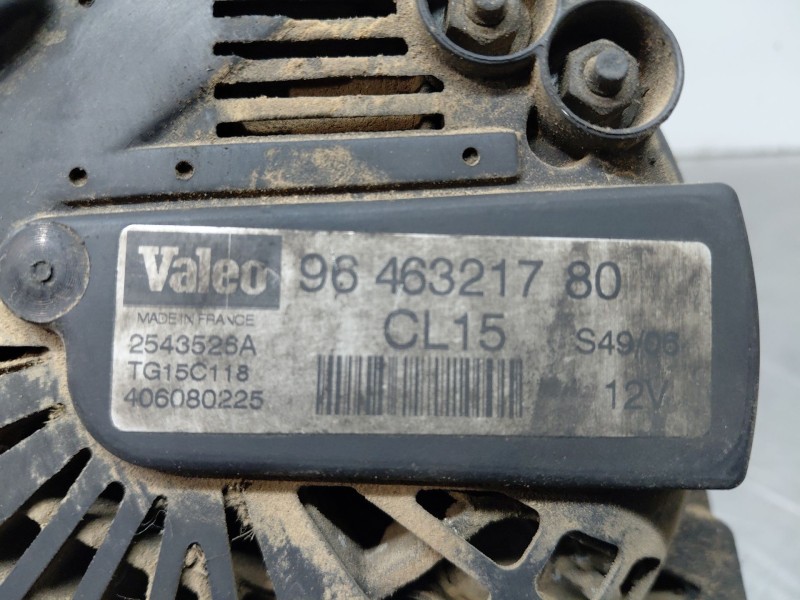 Valeo 96 463217 80
MADE IN FRANCE CL15 S49/06
2543526A
TG15C118
406080225 12V